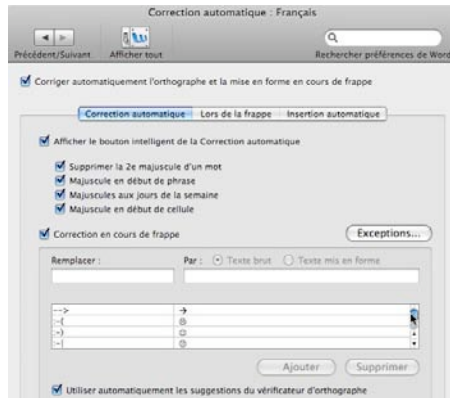 Correction automatique : Français
Précédent/Suivant Afficher tout Rechercher préférences de Word
Corriger automatiquement l'orthographe et la mise en forme en cours de frappe
Correction automatique Lors de la frappe Insertion automatique
Afficher le bouton intelligent de la Correction automatique
Supprimer la 2e majuscule d'un mot
Majuscule en début de phrase
Majuscules aux jours de la semaine
Majuscule en début de cellule
Correction en cours de frappe Exceptions...
Remplacer : Par : Texte brut Texte mis en forme
--> →
:-( ☹
:-) ☺
:-| 😐
Ajouter Supprimer
Utiliser automatiquement les suggestions du vérificateur d'orthographe